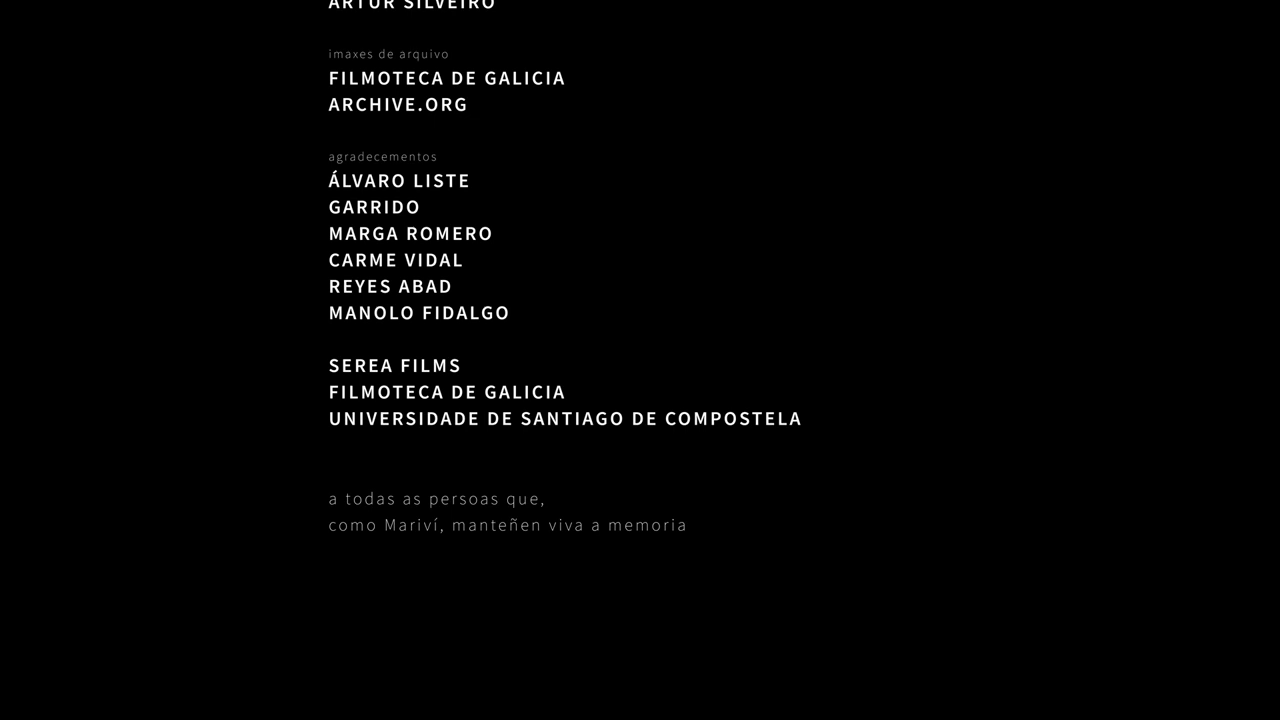 ARTUR SILVEIRO
imaxes de arquivo
FILMOTECA DE GALICIA
ARCHIVE.ORG
agradecementos
ÁLVARO LISTE
GARRIDO
MARGA ROMERO
CARME VIDAL
REYES ABAD
MANOLO FIDALGO
SEREA FILMS
FILMOTECA DE GALICIA
UNIVERSIDADE DE SANTIAGO DE COMPOSTELA
a todas as persoas que,
como Mariví, manteñen viva a memoria